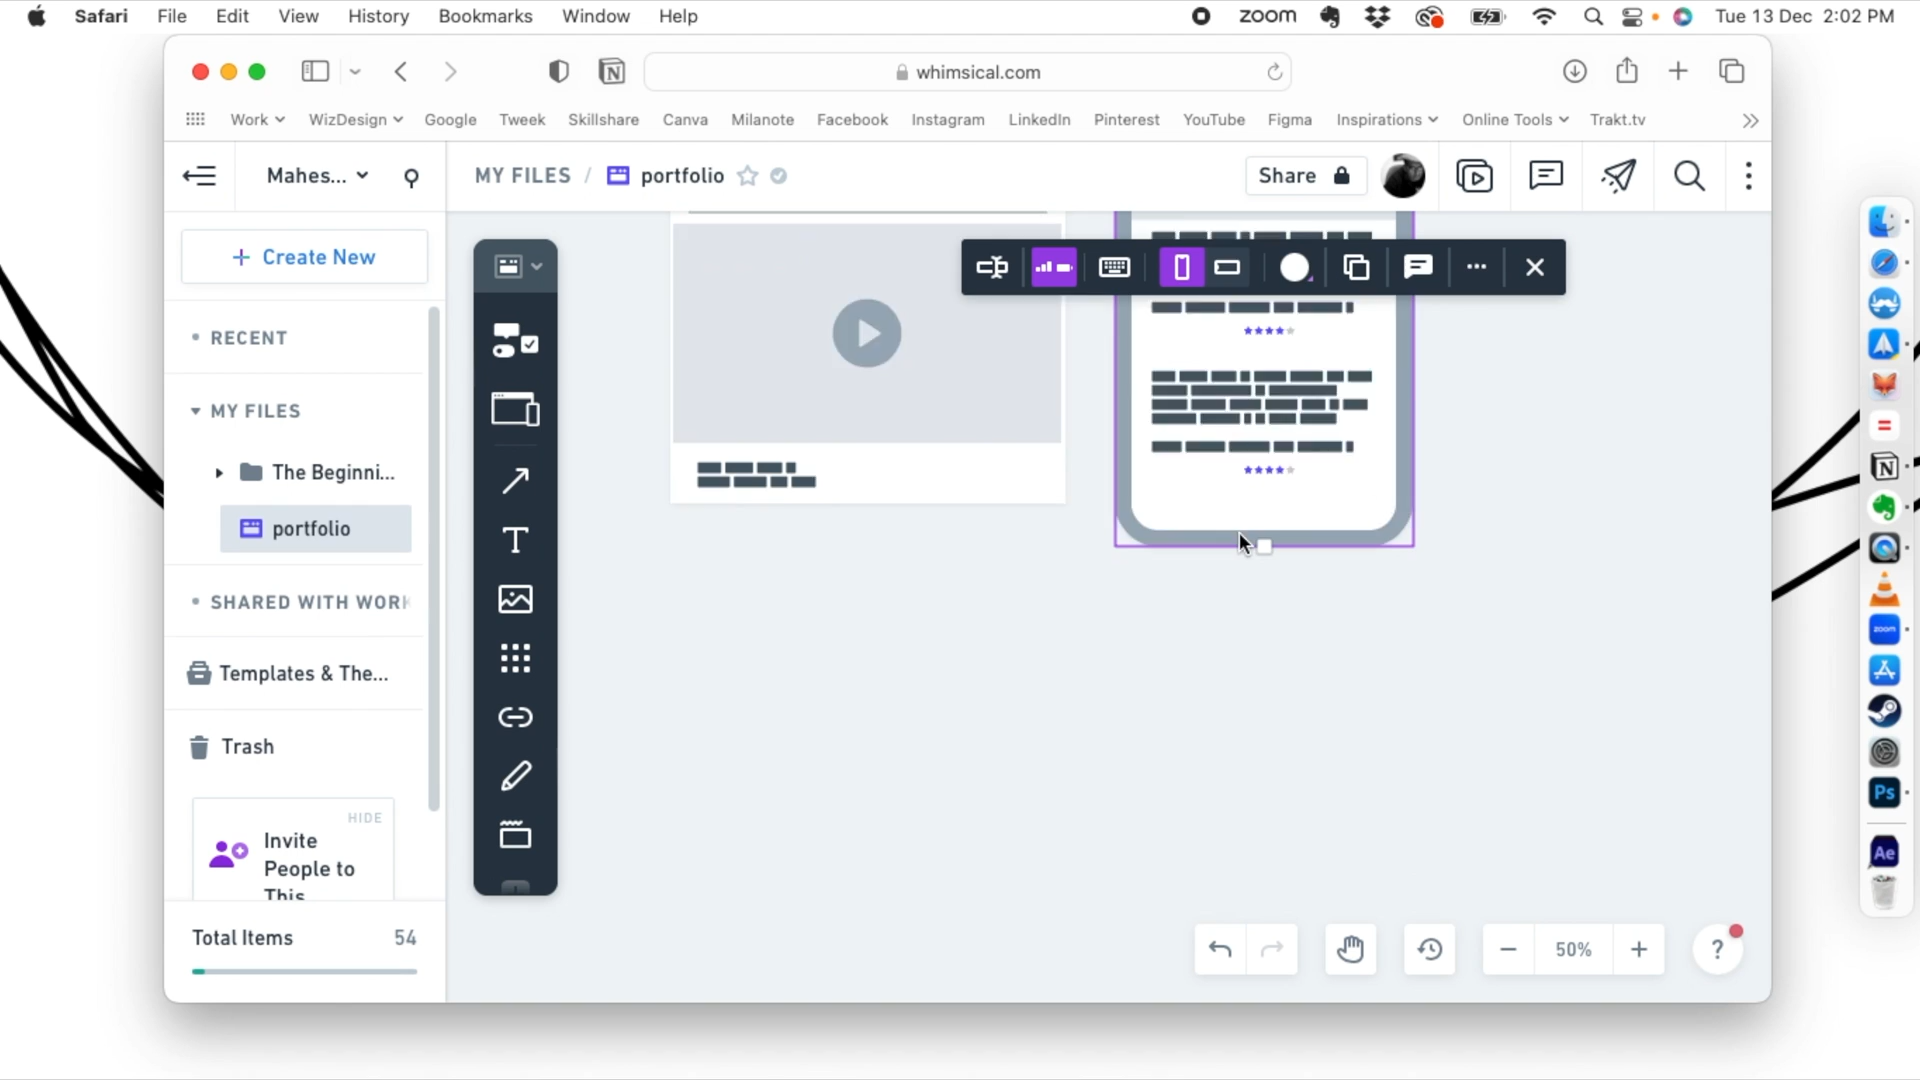 Safari File Edit View History Bookmarks Window Help zoom Tue 13 Dec 2:02 PM
whimsical.com
Work WizDesign Google Tweek Skillshare Canva Milanote Facebook Instagram LinkedIn Pinterest YouTube Figma Inspirations Online Tools Trakt.tv
Mahes... MY FILES / portfolio Share
+ Create New
RECENT
MY FILES
The Beginni...
portfolio
SHARED WITH WORK
Templates & The...
Trash
HIDE
Invite
People to
This
Total Items 54
T
50%
?
zoom
Ps
Ae